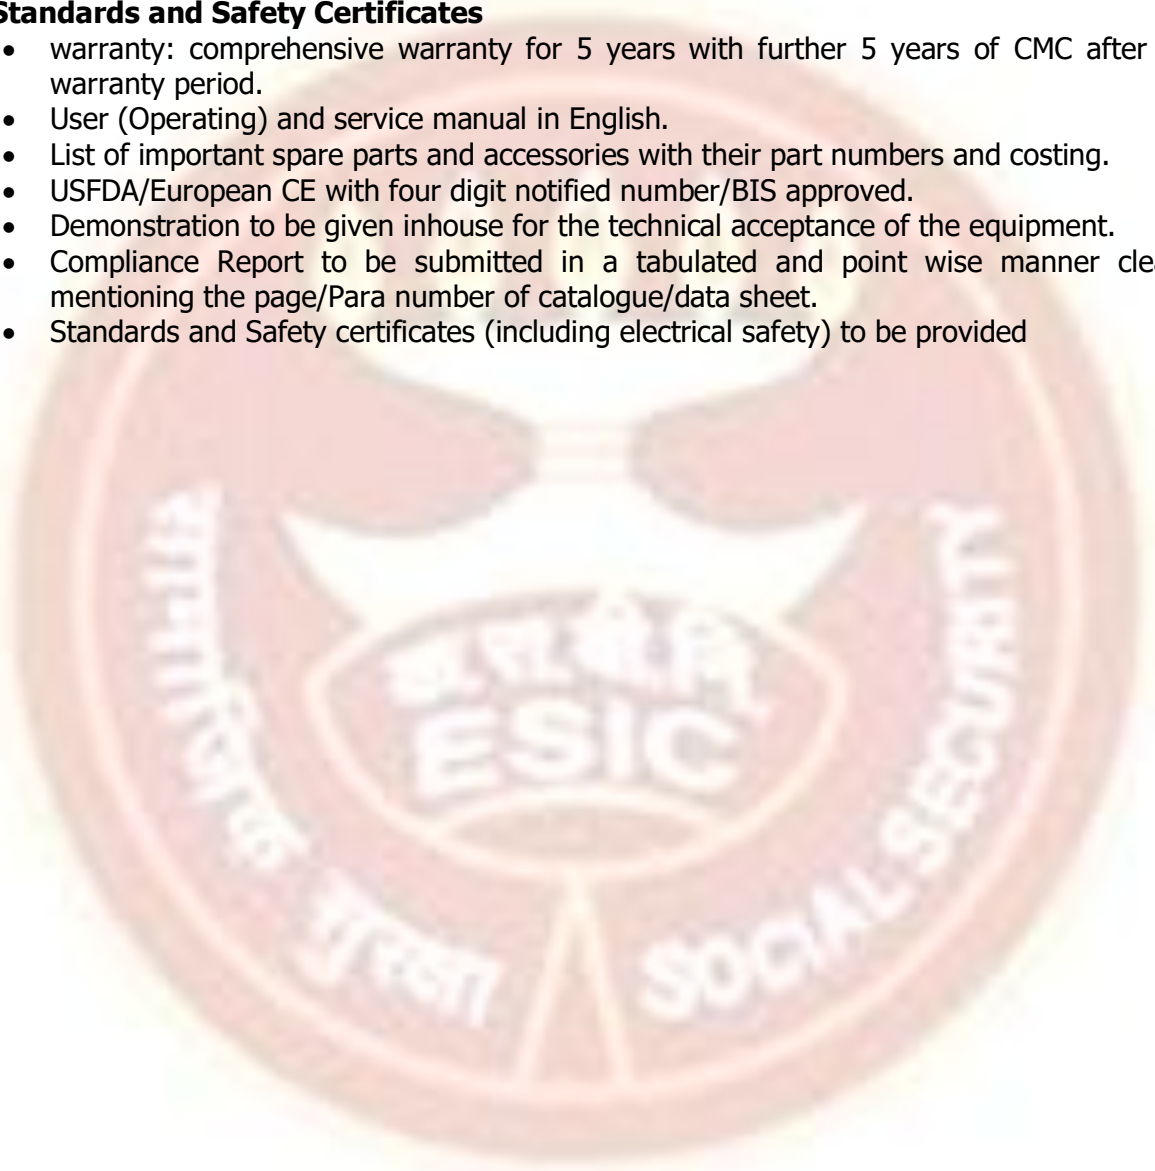 Standards and Safety Certificates
• warranty: comprehensive warranty for 5 years with further 5 years of CMC after
warranty period.
• User (Operating) and service manual in English.
• List of important spare parts and accessories with their part numbers and costing.
• USFDA/European CE with four digit notified number/BIS approved.
• Demonstration to be given inhouse for the technical acceptance of the equipment.
• Compliance Report to be submitted in a tabulated and point wise manner
mentioning the page/Para number of catalogue/data sheet.
• Standards and Safety certificates (including electrical safety) to be provided
ESIC
सामाजिक सुरक्षा
SOCIAL SECURITY